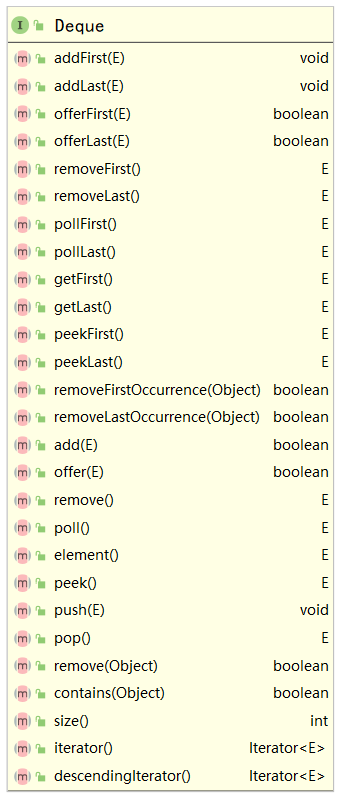 I Deque
m addFirst(E) void
m addLast(E) void
m offerFirst(E) boolean
m offerLast(E) boolean
m removeFirst() E
m removeLast() E
m pollFirst() E
m pollLast() E
m getFirst() E
m getLast() E
m peekFirst() E
m peekLast() E
m removeFirstOccurrence(Object) boolean
m removeLastOccurrence(Object) boolean
m add(E) boolean
m offer(E) boolean
m remove() E
m poll() E
m element() E
m peek() E
m push(E) void
m pop() E
m remove(Object) boolean
m contains(Object) boolean
m size() int
m iterator() Iterator<E>
m descendingIterator() Iterator<E>